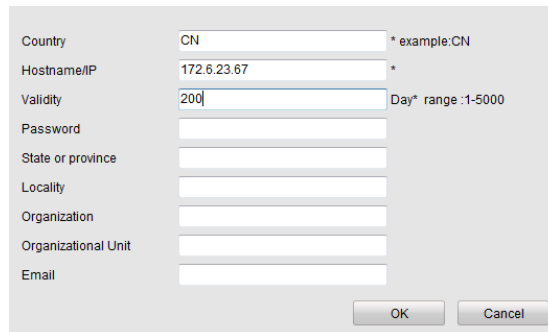 Country CN * example:CN
Hostname/IP 172.6.23.67 *
Validity 200 Day* range :1-5000
Password
State or province
Locality
Organization
Organizational Unit
Email
OK Cancel